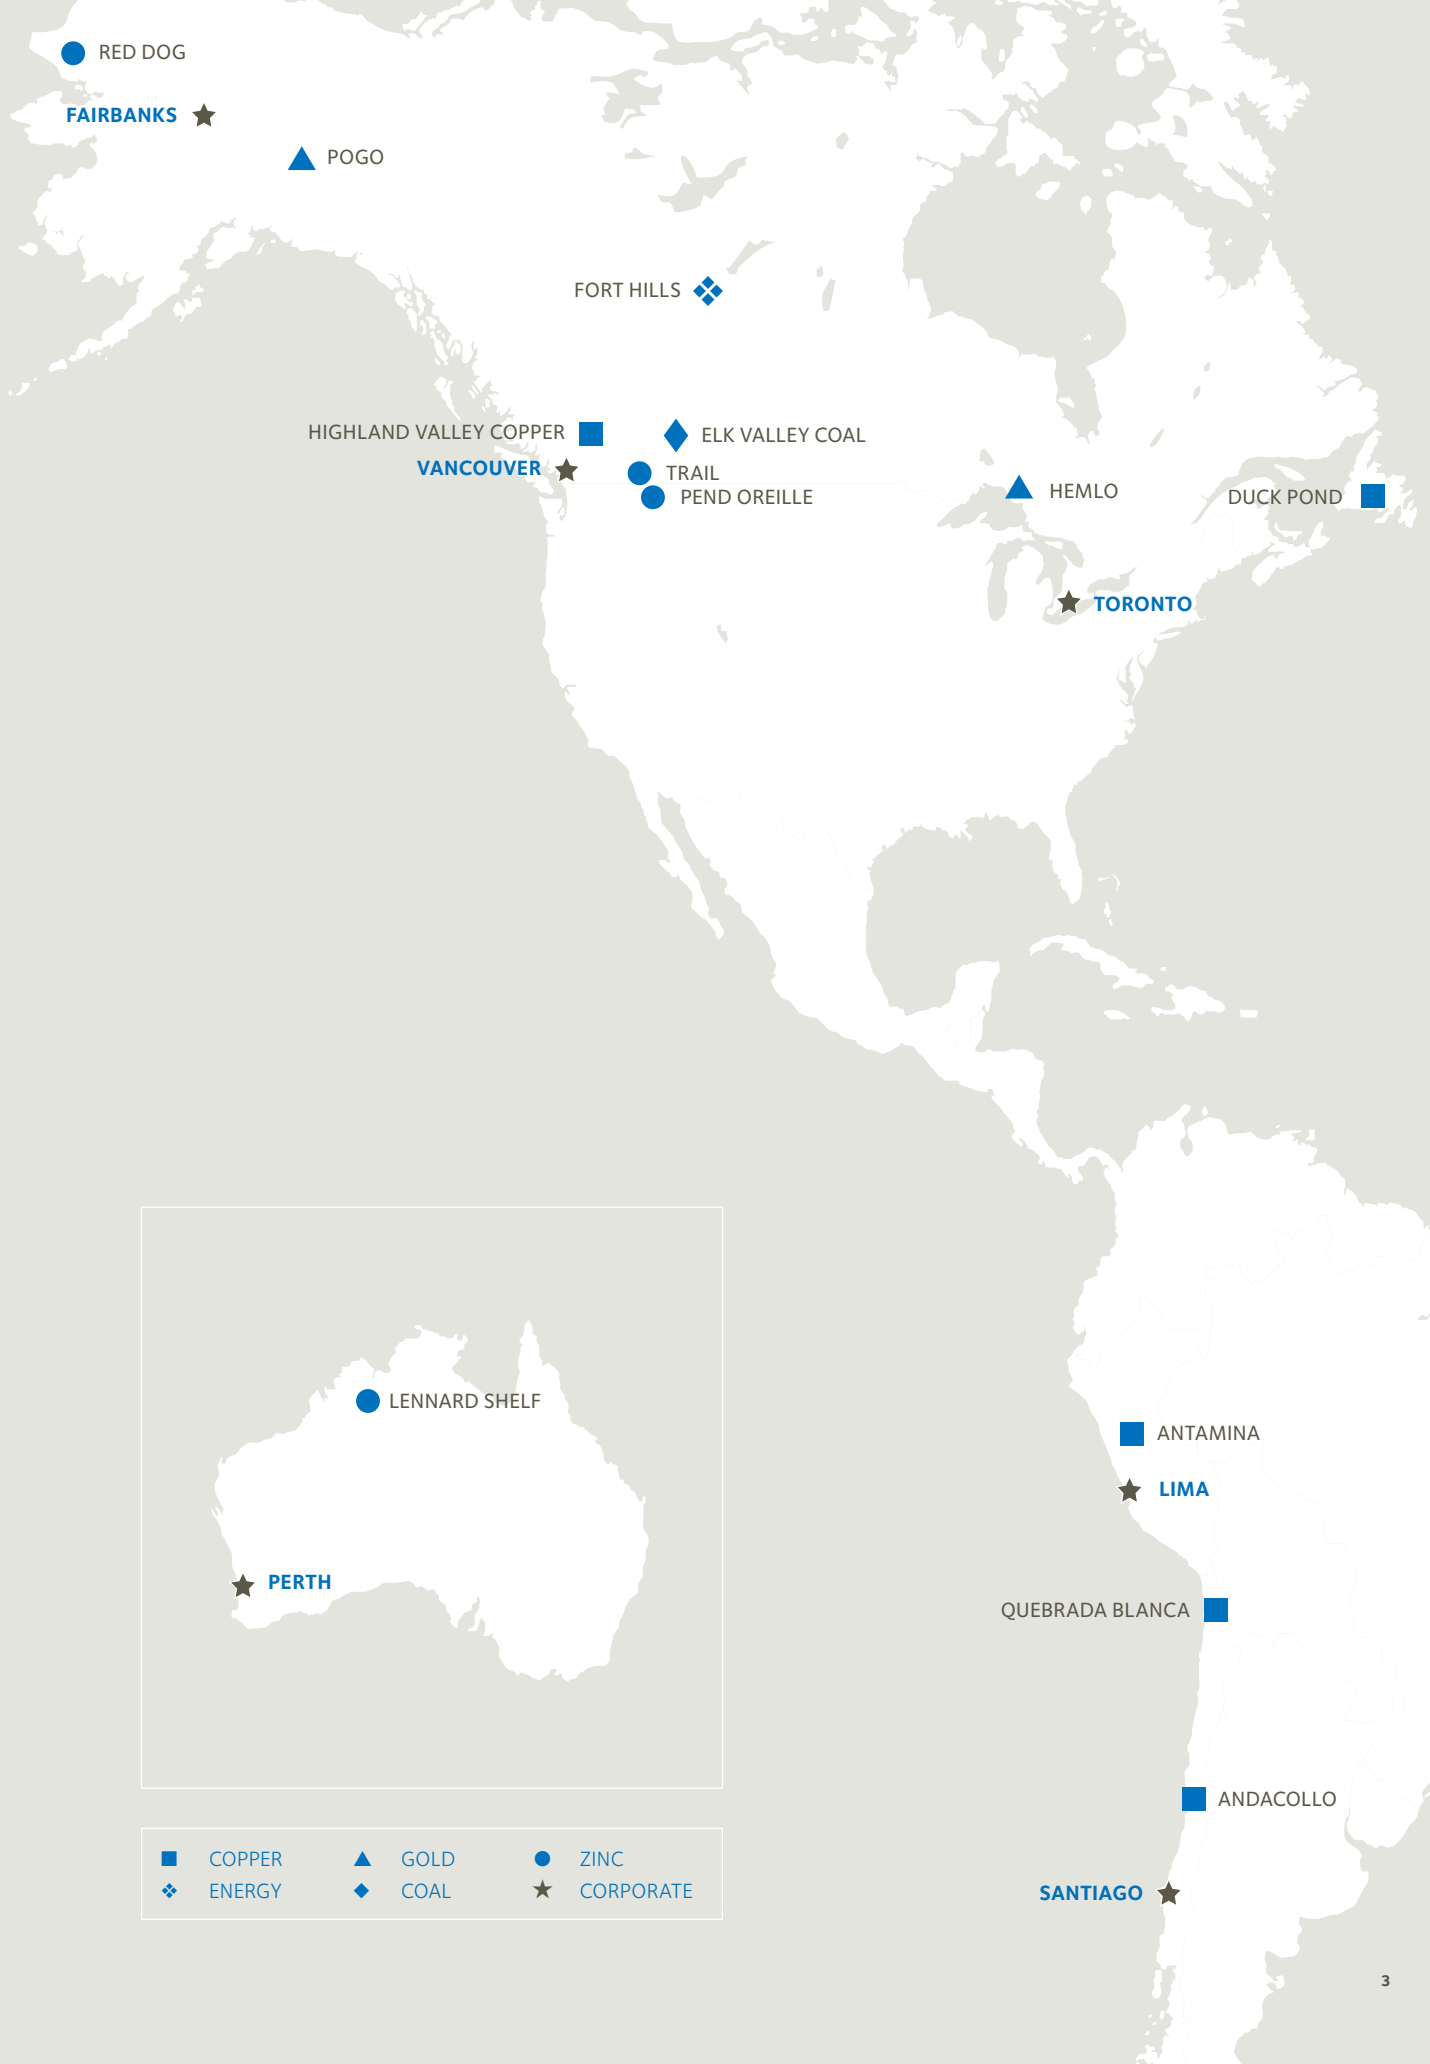 RED DOG
FAIRBANKS
POGO
FORT HILLS
HIGHLAND VALLEY COPPER
ELK VALLEY COAL
VANCOUVER
TRAIL
PEND OREILLE
HEMLO
DUCK POND
TORONTO
LENNARD SHELF
ANTAMINA
LIMA
PERTH
QUEBRADA BLANCA
ANDACOLLO
COPPER GOLD ZINC
ENERGY COAL CORPORATE
SANTIAGO
3